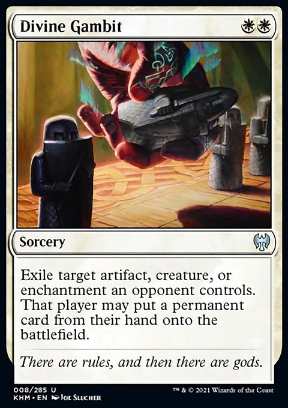 Divine Gambit
Sorcery
Exile target artifact, creature, or
enchantment an opponent controls.
That player may put a permanent
card from their hand onto the
battlefield.
There are rules, and then there are gods.
008/285 U
KHM • EN Joe Slucher
™ & © 2021 Wizards of the Coast